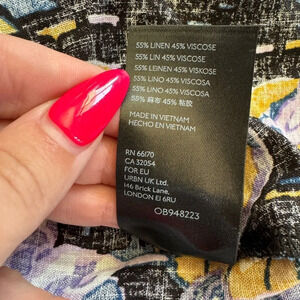 55% LINEN 45% VISCOSE
55% LIN 45% VISCOSE
55% LEINEN 45% VISKOSE
55% LINO 45% VISCOSA
55% LINO 45% VISCOSA
55% 麻布 45% 粘胶
MADE IN VIETNAM
HECHO EN VIETNAM
RN 66170
CA 32054
FOR EU
URBN UK Ltd.
146 Brick Lane,
LONDON E1 6RU
OB948223